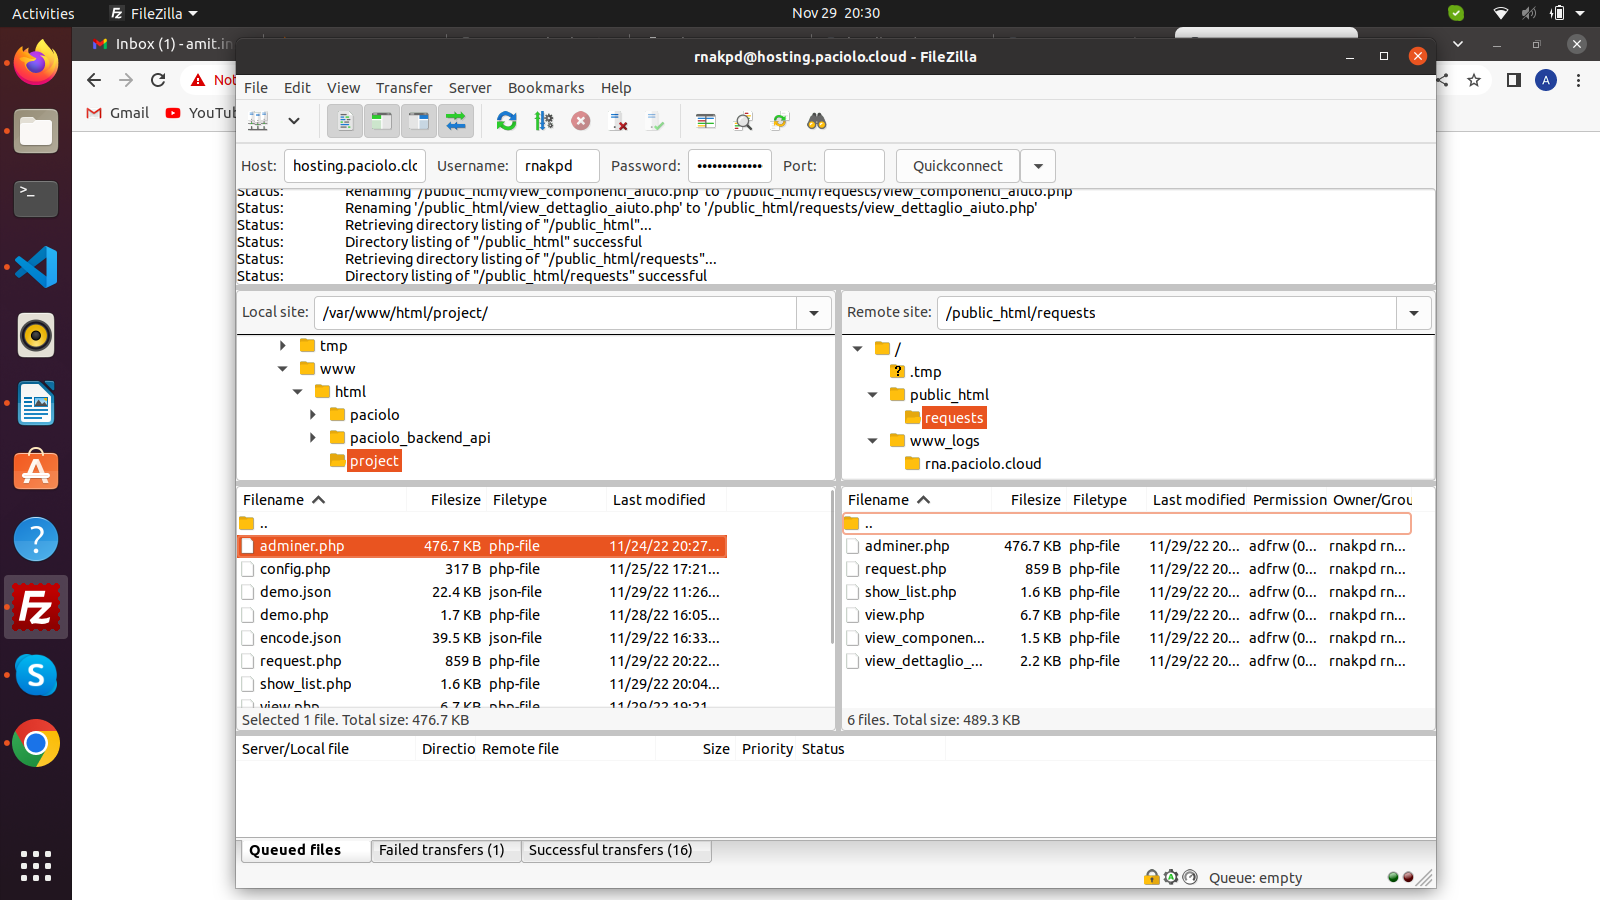 Activities FileZilla Nov 29 20:30
Inbox (1) - amit.in
Not
A
Gmail YouTub
rnakpd@hosting.paciolo.cloud - FileZilla
File Edit View Transfer Server Bookmarks Help
Host: hosting.paciolo.clc Username: rnakpd Password: ••••••••••••• Port: Quickconnect
Status: Renaming '/public_html/view_componenti_aiuto.php' to '/public_html/requests/view_componenti_aiuto.php'
Status: Renaming '/public_html/view_dettaglio_aiuto.php' to '/public_html/requests/view_dettaglio_aiuto.php'
Status: Retrieving directory listing of "/public_html"...
Status: Directory listing of "/public_html" successful
Status: Retrieving directory listing of "/public_html/requests"...
Status: Directory listing of "/public_html/requests" successful
Local site: /var/www/html/project/
tmp
www
html
paciolo
paciolo_backend_api
project
Remote site: /public_html/requests
/
? .tmp
public_html
requests
www_logs
rna.paciolo.cloud
Filename Filesize Filetype Last modified
..
adminer.php 476.7 KB php-file 11/24/22 20:27...
config.php 317 B php-file 11/25/22 17:21...
demo.json 22.4 KB json-file 11/29/22 11:26...
demo.php 1.7 KB php-file 11/28/22 16:05...
encode.json 39.5 KB json-file 11/29/22 16:33...
request.php 859 B php-file 11/29/22 20:22...
show_list.php 1.6 KB php-file 11/29/22 20:04...
view.php 6.7 KB php-file 11/29/22 19:21...
Selected 1 file. Total size: 476.7 KB
Filename Filesize Filetype Last modified Permission Owner/Grou
..
adminer.php 476.7 KB php-file 11/29/22 20... adfrw (0... rnakpd rn...
request.php 859 B php-file 11/29/22 20... adfrw (0... rnakpd rn...
show_list.php 1.6 KB php-file 11/29/22 20... adfrw (0... rnakpd rn...
view.php 6.7 KB php-file 11/29/22 20... adfrw (0... rnakpd rn...
view_componen... 1.5 KB php-file 11/29/22 20... adfrw (0... rnakpd rn...
view_dettaglio_... 2.2 KB php-file 11/29/22 20... adfrw (0... rnakpd rn...
6 files. Total size: 489.3 KB
Server/Local file Directio Remote file Size Priority Status
Queued files Failed transfers (1) Successful transfers (16)
Queue: empty